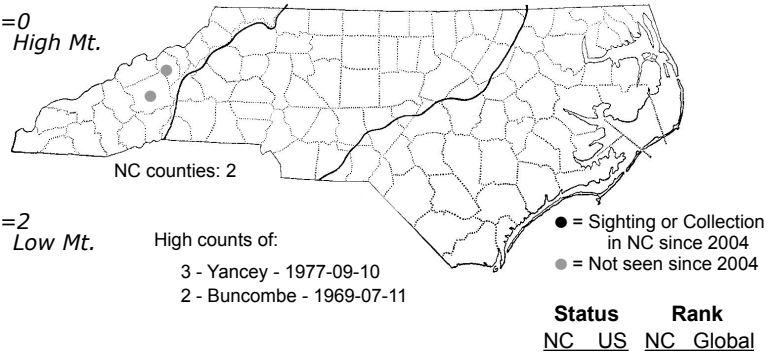 =0
High Mt.
NC counties: 2
=2
Low Mt.
High counts of:
3 - Yancey - 1977-09-10
2 - Buncombe - 1969-07-11
● = Sighting or Collection
in NC since 2004
● = Not seen since 2004
Status Rank
NC US NC Global